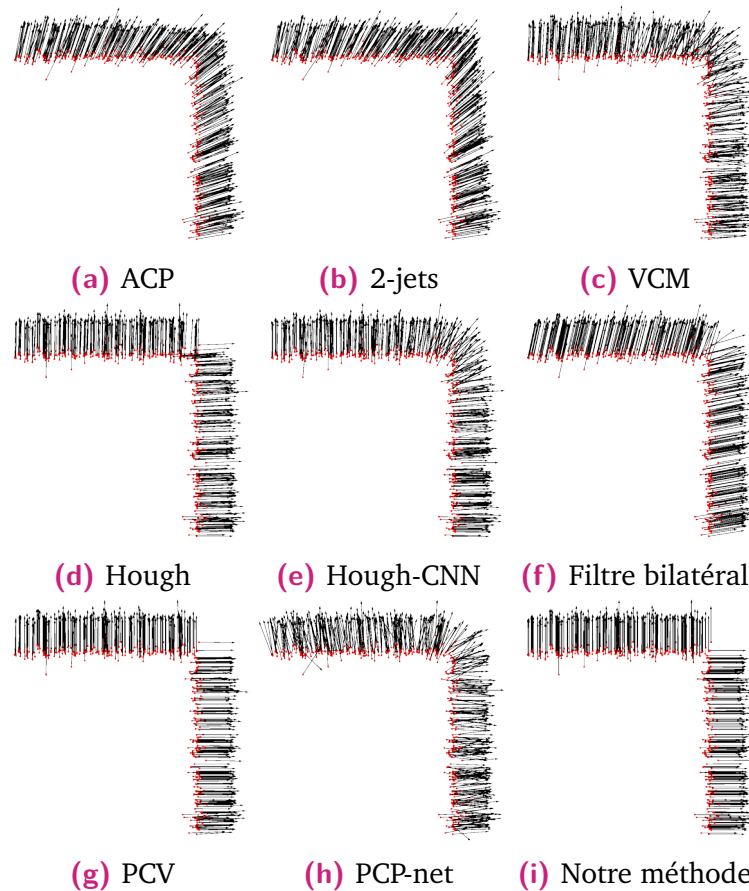 (a) ACP (b) 2-jets (c) VCM
(d) Hough (e) Hough-CNN (f) Filtre bilatéral
(g) PCV (h) PCP-net (i) Notre méthode